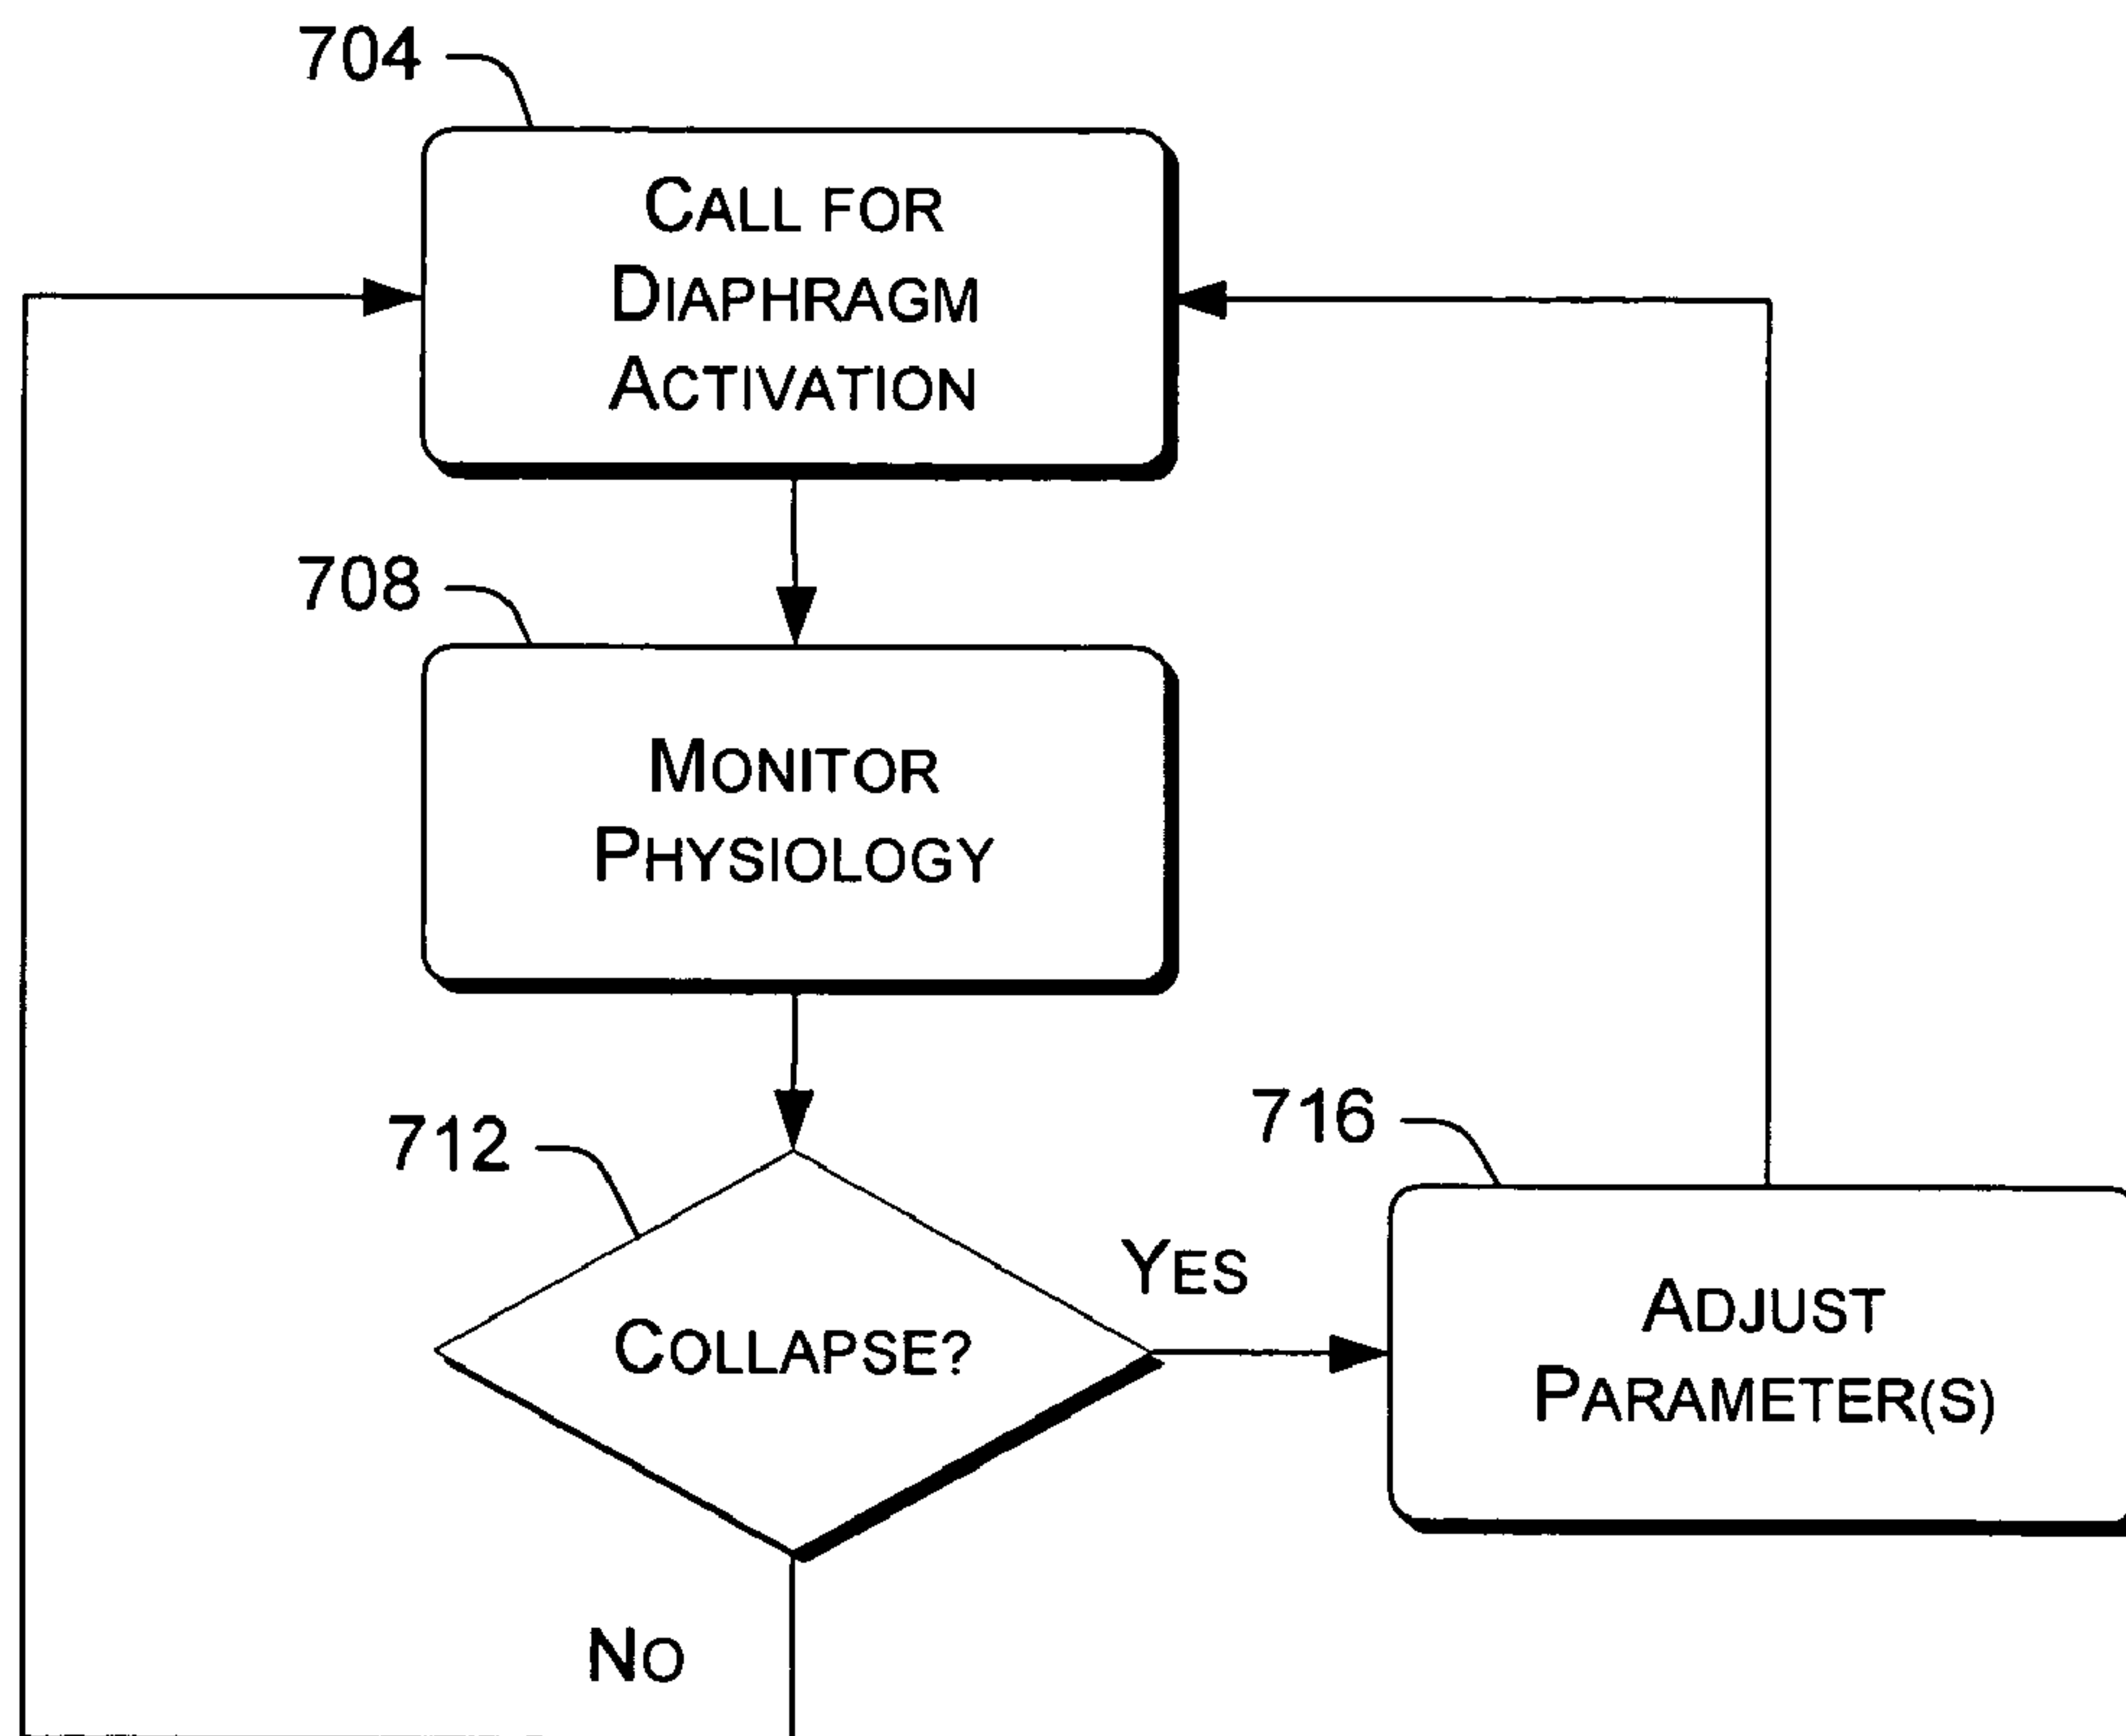 704
CALL FOR
DIAPHRAGM
ACTIVATION
708
MONITOR
PHYSIOLOGY
712
COLLAPSE?
YES
716
ADJUST
PARAMETER(S)
NO